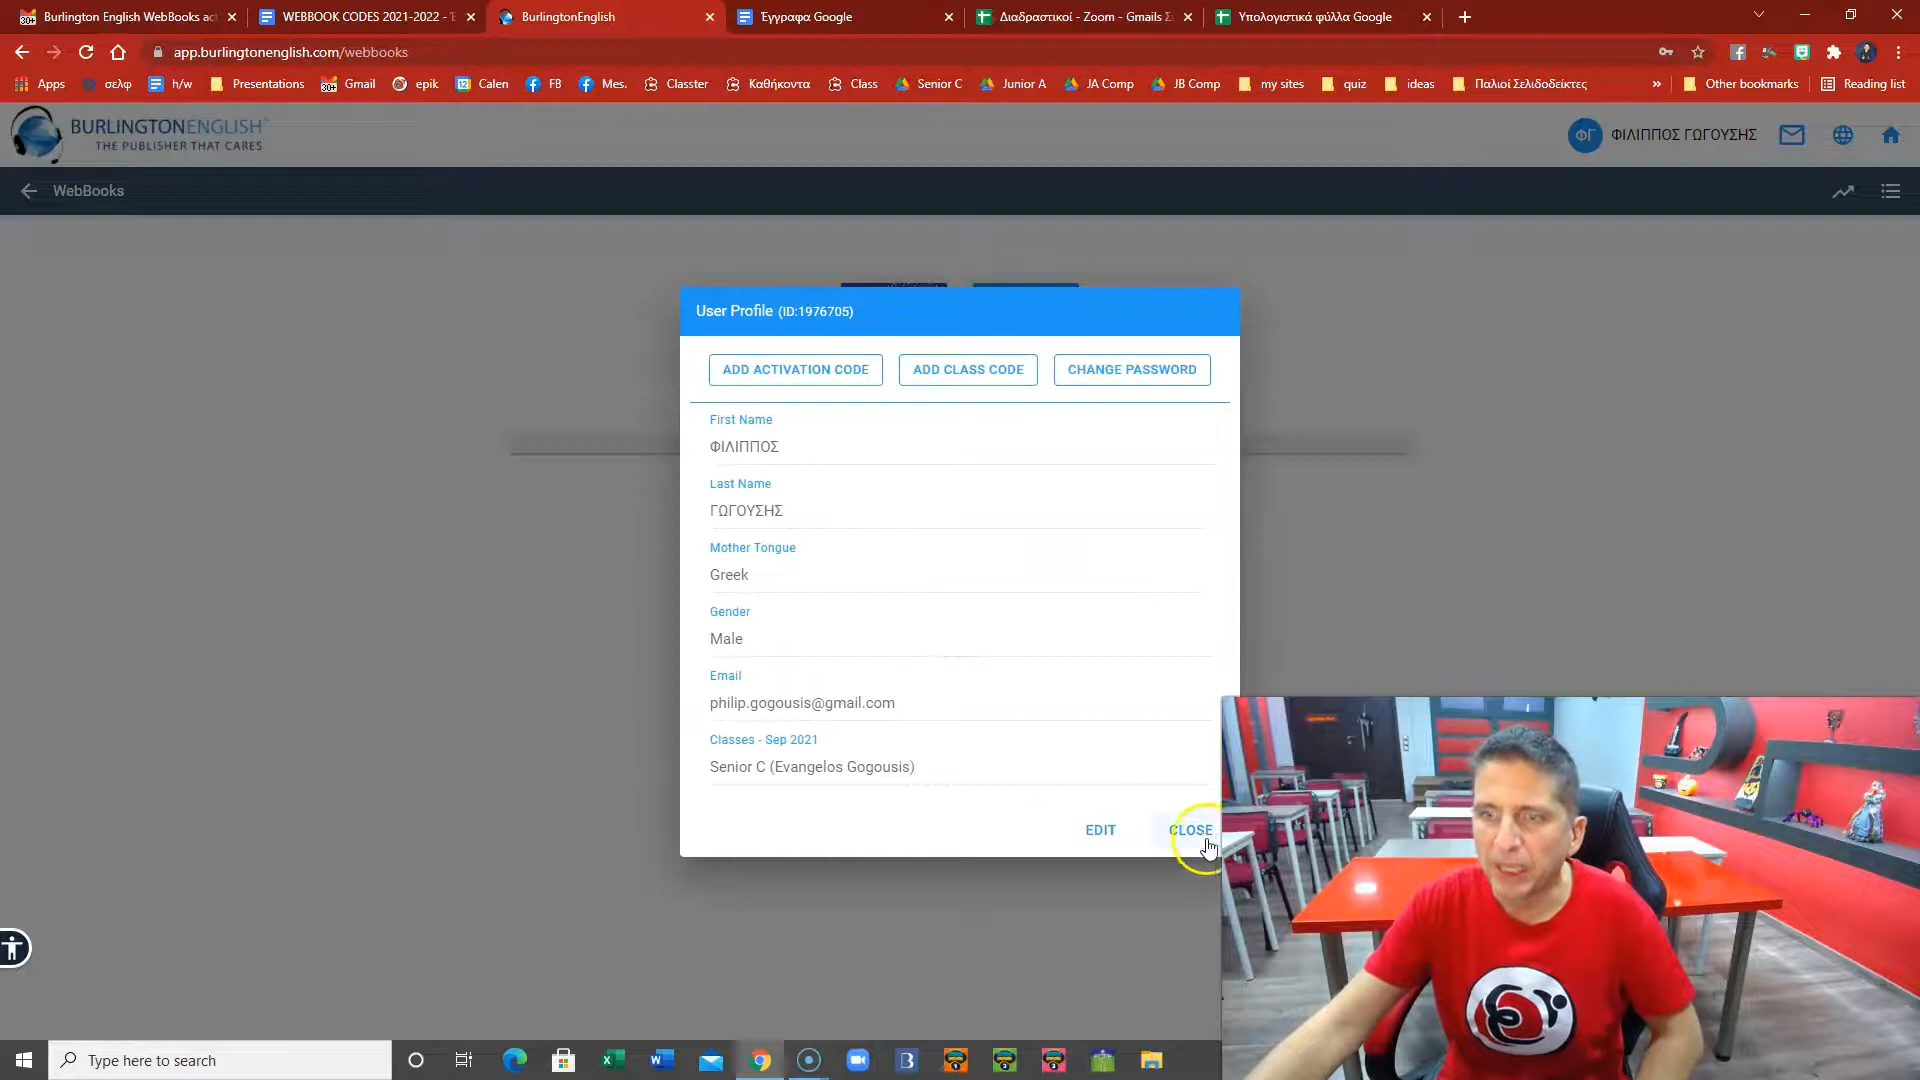 Burlington English WebBooks ac
WEBBOOK CODES 2021-2022 - Έ
BurlingtonEnglish
Έγγραφα Google
Διαδραστικοί - Zoom - Gmails Σ
Υπολογιστικά φύλλα Google
app.burlingtonenglish.com/webbooks
Apps
σελφ
h/w
Presentations
30+
Gmail
epik
12
Calen
FB
Mes.
Classter
Καθήκοντα
Class
Senior C
Junior A
JA Comp
JB Comp
my sites
quiz
ideas
Παλιοί Σελιδοδείκτες
»
Other bookmarks
Reading list
BURLINGTONENGLISH
THE PUBLISHER THAT CARES
ΦΓ
ΦΙΛΙΠΠΟΣ ΓΩΓΟΥΣΗΣ
WebBooks
User Profile (ID:1976705)
ADD ACTIVATION CODE
ADD CLASS CODE
CHANGE PASSWORD
First Name
ΦΙΛΙΠΠΟΣ
Last Name
ΓΩΓΟΥΣΗΣ
Mother Tongue
Greek
Gender
Male
Email
philip.gogousis@gmail.com
Classes - Sep 2021
Senior C (Evangelos Gogousis)
EDIT
CLOSE
Type here to search